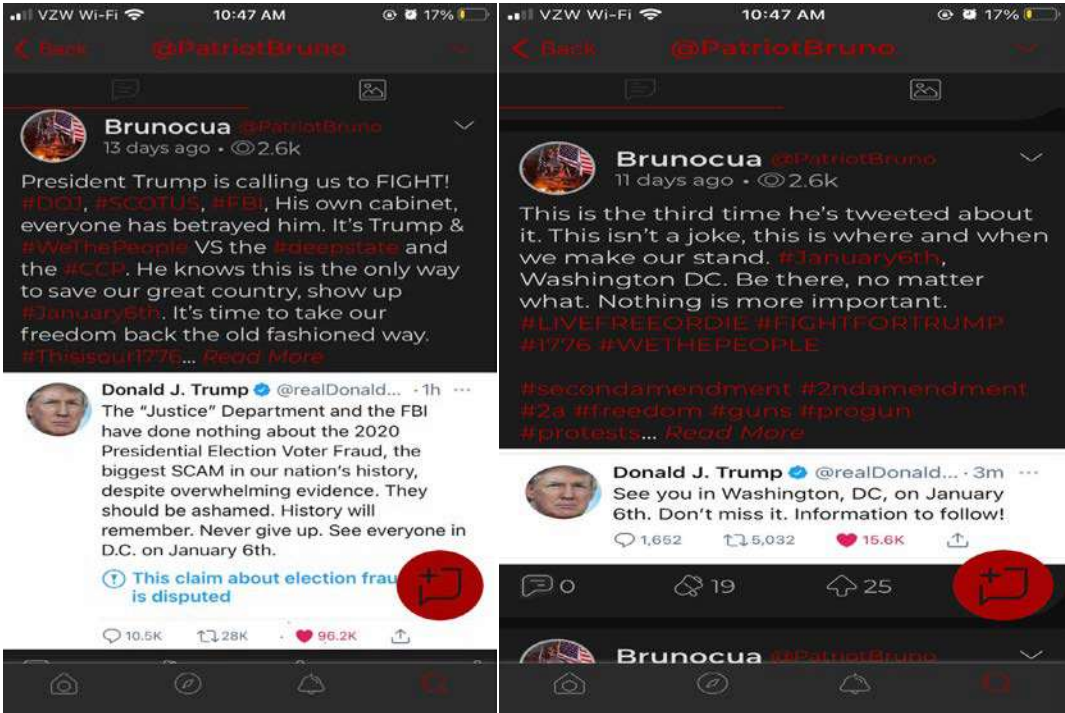 VZW Wi-Fi 10:47 AM 17%
Back @PatriotBruno
Brunocua @PatriotBruno
13 days ago • 2.6k
President Trump is calling us to FIGHT!
#DOJ, #SCOTUS, #FBI, His own cabinet,
everyone has betrayed him. It's Trump &
#WeThePeople VS the #deepstate and
the #CCP. He knows this is the only way
to save our great country, show up
#January6th. It's time to take our
freedom back the old fashioned way.
#Thisisour1776... Read More
Donald J. Trump @realDonald... · 1h ···
The "Justice" Department and the FBI
have done nothing about the 2020
Presidential Election Voter Fraud, the
biggest SCAM in our nation's history,
despite overwhelming evidence. They
should be ashamed. History will
remember. Never give up. See everyone in
D.C. on January 6th.
This claim about election frau
is disputed
10.5K 28K 96.2K
VZW Wi-Fi 10:47 AM 17%
Back @PatriotBruno
Brunocua @PatriotBruno
11 days ago • 2.6k
This is the third time he's tweeted about
it. This isn't a joke, this is where and when
we make our stand. #January6th,
Washington DC. Be there, no matter
what. Nothing is more important.
#LIVEFREEORDIE #FIGHTFORTRUMP
#1776 #WETHEPEOPLE
#secondamendment #2ndamendment
#2a #freedom #guns #progun
#protests... Read More
Donald J. Trump @realDonald... · 3m ···
See you in Washington, DC, on January
6th. Don't miss it. Information to follow!
1,652 5,032 15.6K
0 19 25
Brunocua @PatriotBruno